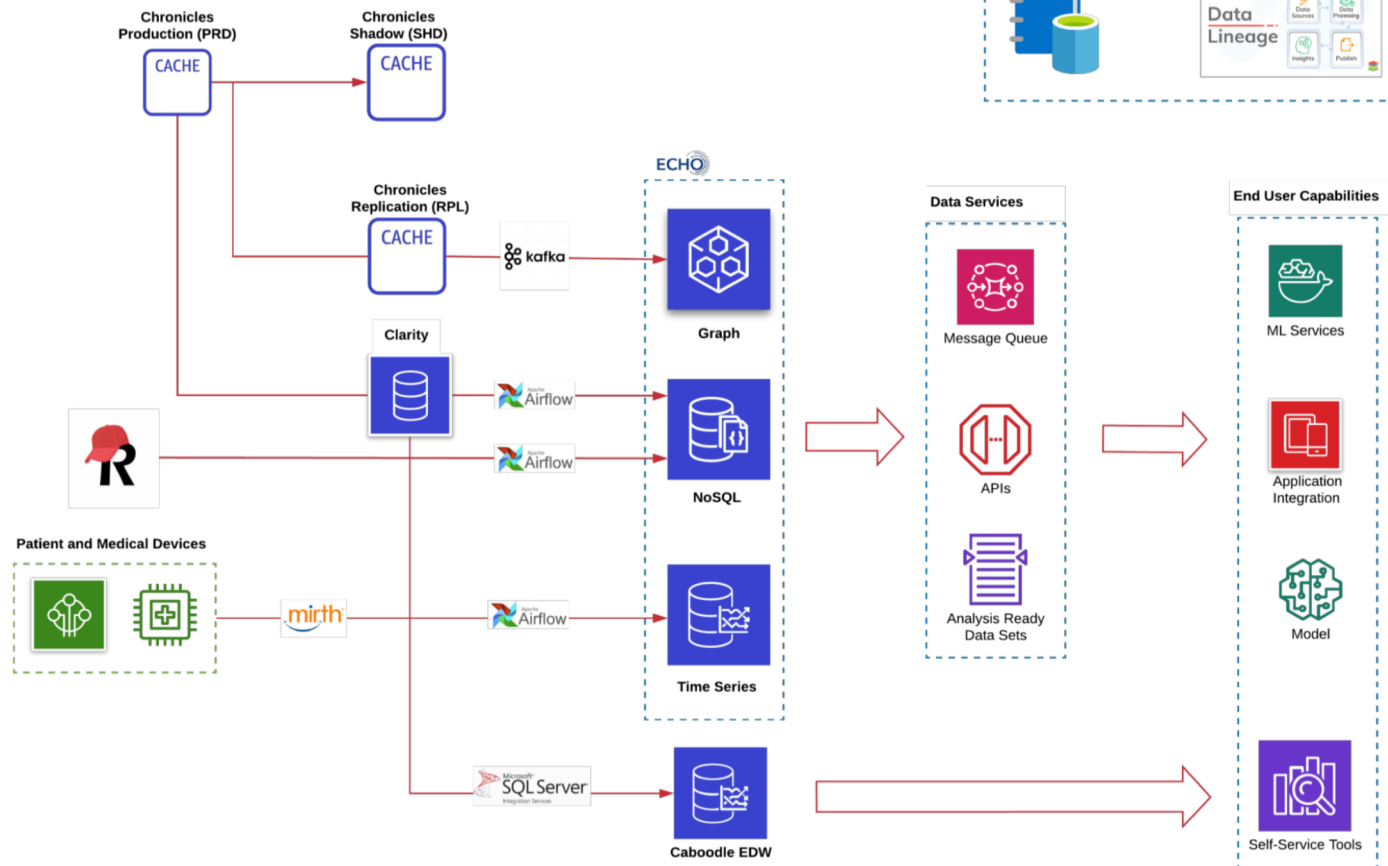 Chronicles
Production (PRD)
CACHE
Chronicles
Shadow (SHD)
CACHE
Data
Lineage
Data
Sources
Data
Processing
Insights
Publish
Chronicles
Replication (RPL)
CACHE
kafka
ECHO
Graph
Clarity
Apache
Airflow
R
Apache
Airflow
NoSQL
Patient and Medical Devices
mirth
Apache
Airflow
Time Series
Microsoft
SQL Server
Integration Services
Caboodle EDW
Data Services
Message Queue
APIs
Analysis Ready
Data Sets
End User Capabilities
ML Services
Application
Integration
Model
Self-Service Tools